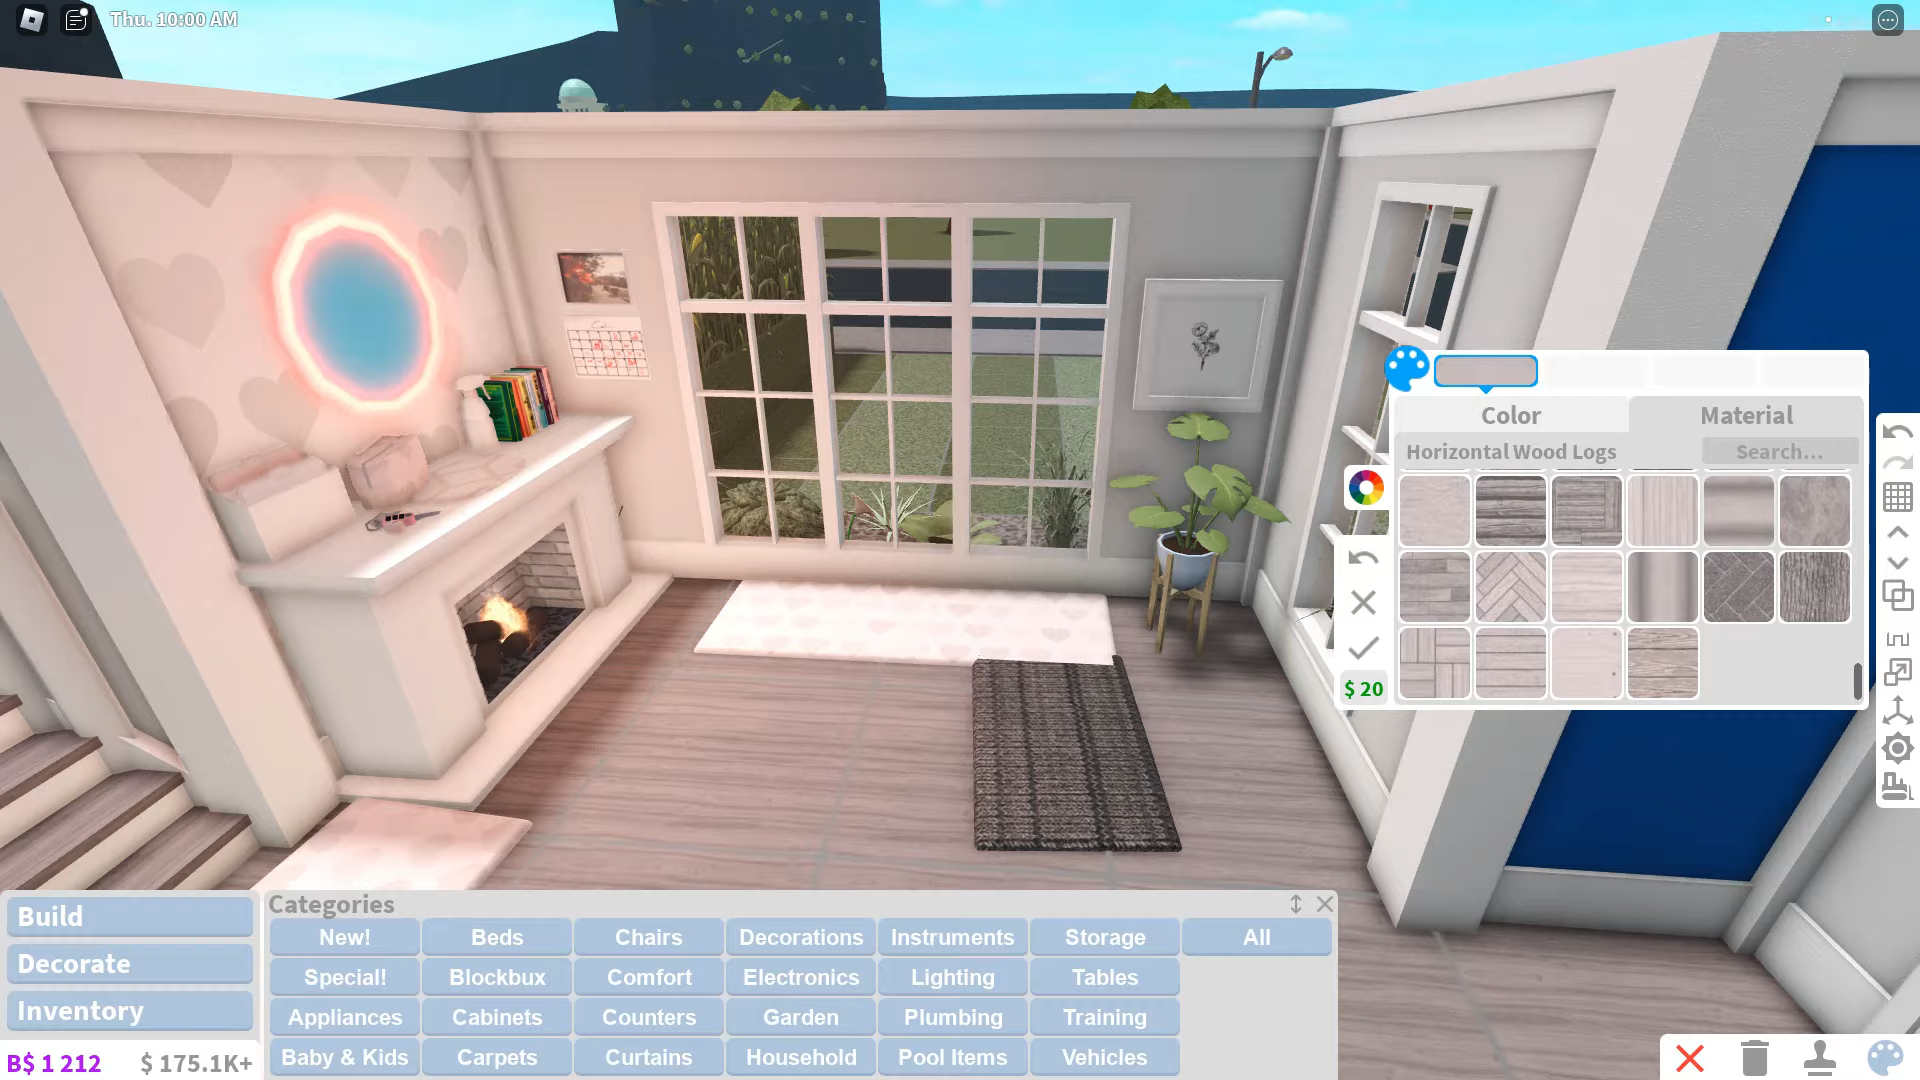 Thu. 10:00 AM
Color
Material
Horizontal Wood Logs
Search...
$ 20
Build
Decorate
Inventory
B$ 1 212
$ 175.1K+
Categories
New!
Beds
Chairs
Decorations
Instruments
Storage
All
Special!
Blockbux
Comfort
Electronics
Lighting
Tables
Appliances
Cabinets
Counters
Garden
Plumbing
Training
Baby & Kids
Carpets
Curtains
Household
Pool Items
Vehicles